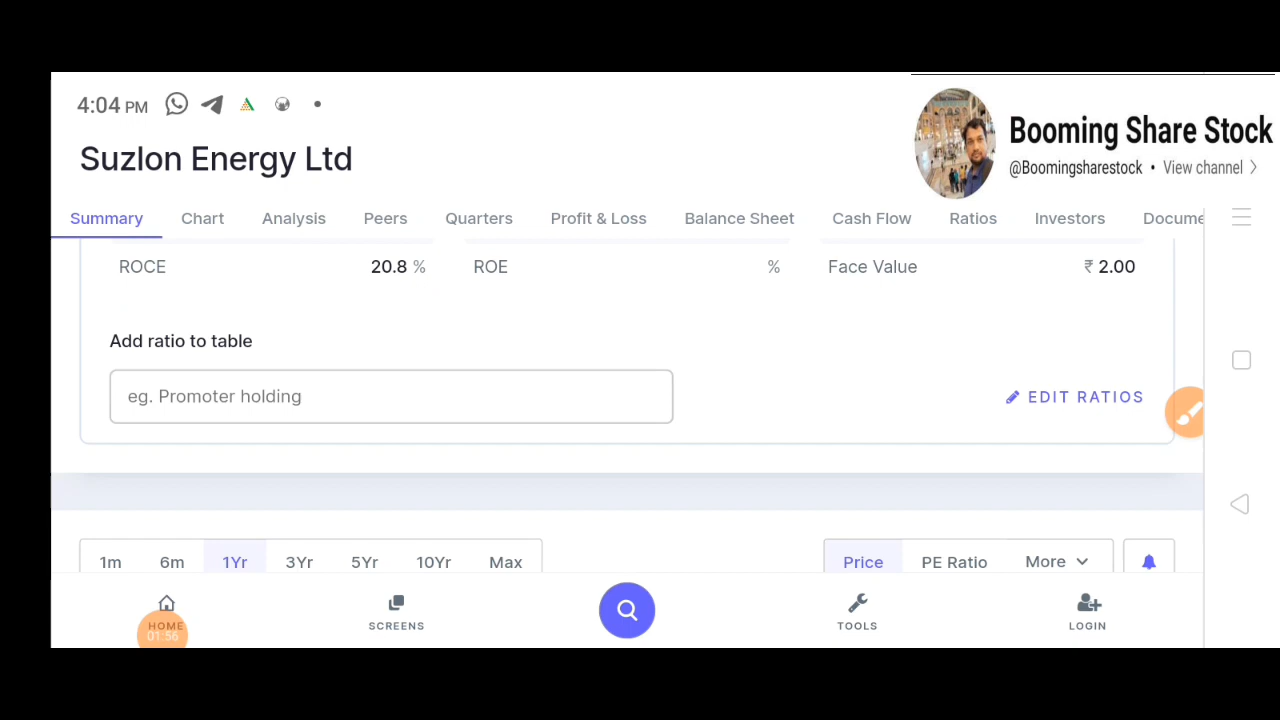 4:04 PM
Booming Share Stock
@Boomingsharestock • View channel >
Suzlon Energy Ltd
Summary Chart Analysis Peers Quarters Profit & Loss Balance Sheet Cash Flow Ratios Investors Docume
ROCE 20.8 % ROE % Face Value ₹ 2.00
Add ratio to table
eg. Promoter holding
EDIT RATIOS
1m 6m 1Yr 3Yr 5Yr 10Yr Max Price PE Ratio More
HOME SCREENS TOOLS LOGIN
01:56